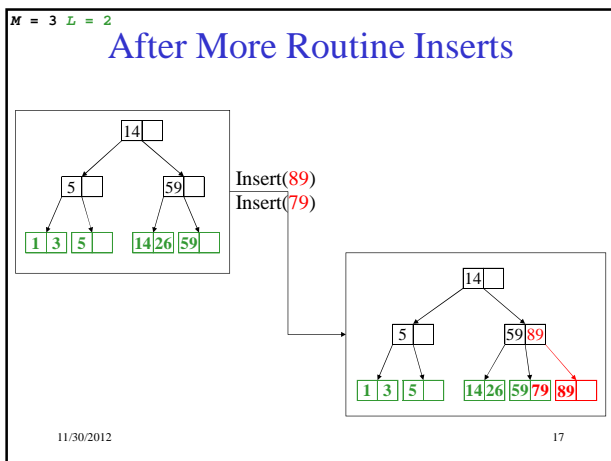 M = 3 L = 2
After More Routine Inserts
14
5 59
1 3 5 14 26 59
Insert(89)
Insert(79)
14
5 59 89
1 3 5 14 26 59 79 89
11/30/2012 17